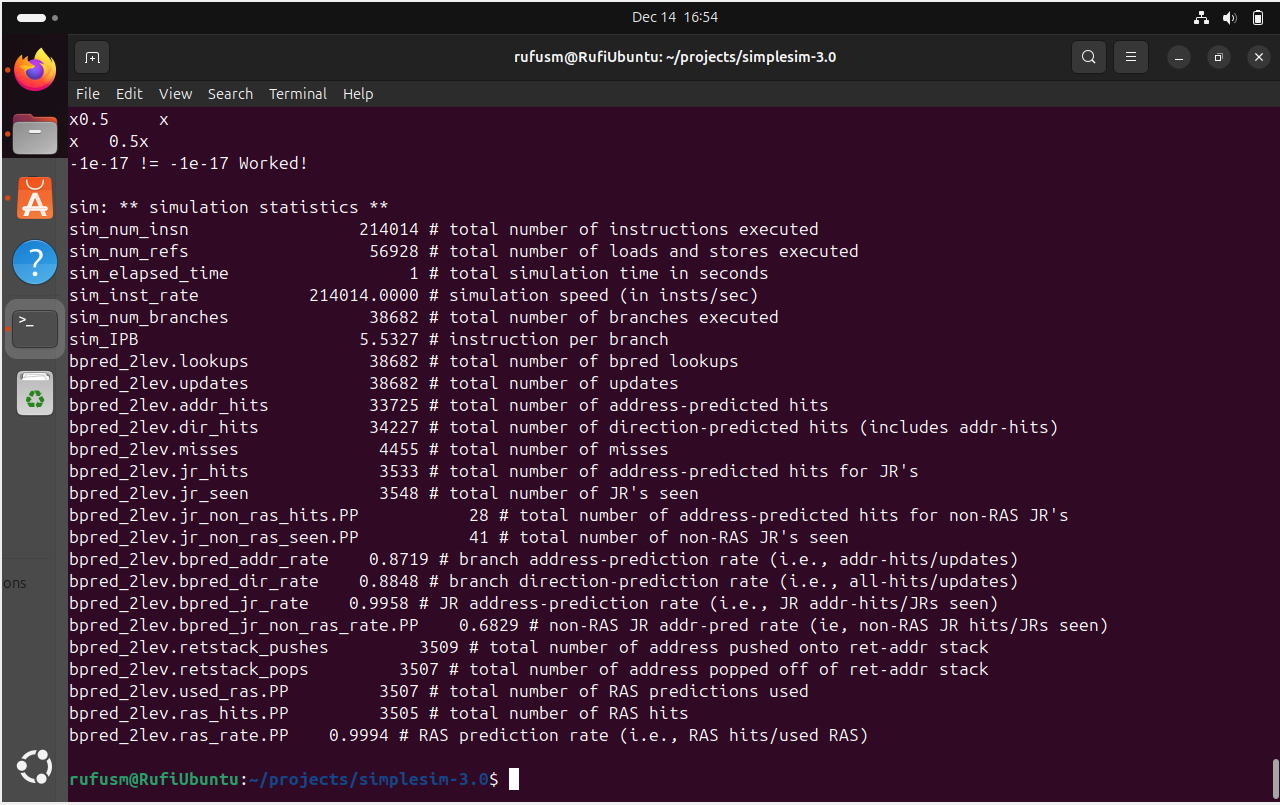 Dec 14 16:54
rufusm@RufiUbuntu: ~/projects/simplesim-3.0
File Edit View Search Terminal Help
x0.5     x
x   0.5x
-1e-17 != -1e-17 Worked!
sim: ** simulation statistics **
sim_num_insn                 214014 # total number of instructions executed
sim_num_refs                  56928 # total number of loads and stores executed
sim_elapsed_time                  1 # total simulation time in seconds
sim_inst_rate           214014.0000 # simulation speed (in insts/sec)
sim_num_branches              38682 # total number of branches executed
sim_IPB                      5.5327 # instruction per branch
bpred_2lev.lookups            38682 # total number of bpred lookups
bpred_2lev.updates            38682 # total number of updates
bpred_2lev.addr_hits          33725 # total number of address-predicted hits
bpred_2lev.dir_hits           34227 # total number of direction-predicted hits (includes addr-hits)
bpred_2lev.misses              4455 # total number of misses
bpred_2lev.jr_hits             3533 # total number of address-predicted hits for JR's
bpred_2lev.jr_seen             3548 # total number of JR's seen
bpred_2lev.jr_non_ras_hits.PP           28 # total number of address-predicted hits for non-RAS JR's
bpred_2lev.jr_non_ras_seen.PP           41 # total number of non-RAS JR's seen
bpred_2lev.bpred_addr_rate    0.8719 # branch address-prediction rate (i.e., addr-hits/updates)
bpred_2lev.bpred_dir_rate    0.8848 # branch direction-prediction rate (i.e., all-hits/updates)
bpred_2lev.bpred_jr_rate    0.9958 # JR address-prediction rate (i.e., JR addr-hits/JRs seen)
bpred_2lev.bpred_jr_non_ras_rate.PP    0.6829 # non-RAS JR addr-pred rate (ie, non-RAS JR hits/JRs seen)
bpred_2lev.retstack_pushes         3509 # total number of address pushed onto ret-addr stack
bpred_2lev.retstack_pops         3507 # total number of address popped off of ret-addr stack
bpred_2lev.used_ras.PP         3507 # total number of RAS predictions used
bpred_2lev.ras_hits.PP         3505 # total number of RAS hits
bpred_2lev.ras_rate.PP    0.9994 # RAS prediction rate (i.e., RAS hits/used RAS)
rufusm@RufiUbuntu:~/projects/simplesim-3.0$
ons